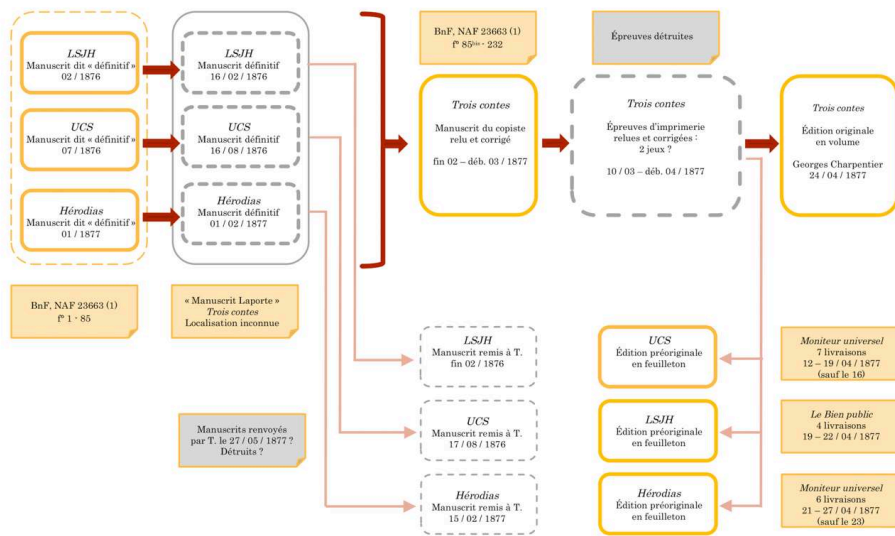 LSJH
Manuscrit dit « définitif »
02 / 1876
UCS
Manuscrit dit « définitif »
07 / 1876
Hérodias
Manuscrit dit « définitif »
01 / 1877
BnF, NAF 23663 (1)
fº 1 - 85
LSJH
Manuscrit définitif
16 / 02 / 1876
UCS
Manuscrit définitif
16 / 08 / 1876
Hérodias
Manuscrit définitif
01 / 02 / 1877
« Manuscrit Laporte »
Trois contes
Localisation inconnue
Manuscrits renvoyés
par T. le 27 / 05 / 1877 ?
Détruits ?
BnF, NAF 23663 (1)
fº 85bis - 232
Trois contes
Manuscrit du copiste
relu et corrigé
fin 02 – déb. 03 / 1877
Épreuves détruites
Trois contes
Épreuves d'imprimerie
relues et corrigées :
2 jeux ?
10 / 03 – déb. 04 / 1877
Trois contes
Édition originale
en volume
Georges Charpentier
24 / 04 / 1877
LSJH
Manuscrit remis à T.
fin 02 / 1876
UCS
Manuscrit remis à T.
17 / 08 / 1876
Hérodias
Manuscrit remis à T.
15 / 02 / 1877
UCS
Édition préoriginale
en feuilleton
LSJH
Édition préoriginale
en feuilleton
Hérodias
Édition préoriginale
en feuilleton
Moniteur universel
7 livraisons
12 – 19 / 04 / 1877
(sauf le 16)
Le Bien public
4 livraisons
19 – 22 / 04 / 1877
Moniteur universel
6 livraisons
21 – 27 / 04 / 1877
(sauf le 23)